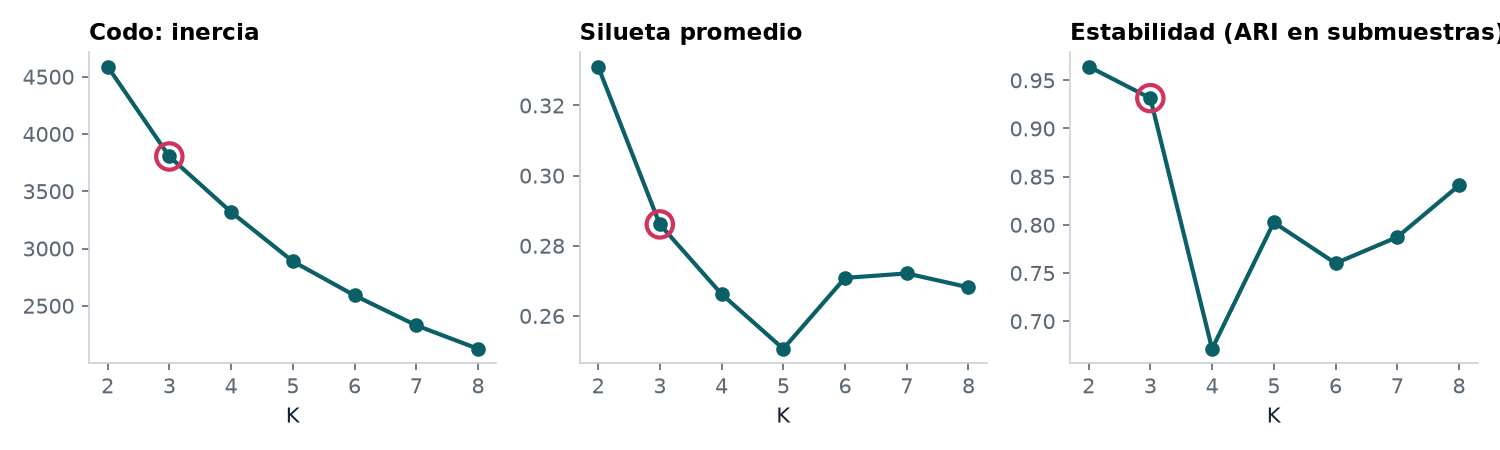 Codo: inercia
4500
4000
3500
3000
2500
2 3 4 5 6 7 8
K
Silueta promedio
0.32
0.30
0.28
0.26
2 3 4 5 6 7 8
K
Estabilidad (ARI en submuestras)
0.95
0.90
0.85
0.80
0.75
0.70
2 3 4 5 6 7 8
K